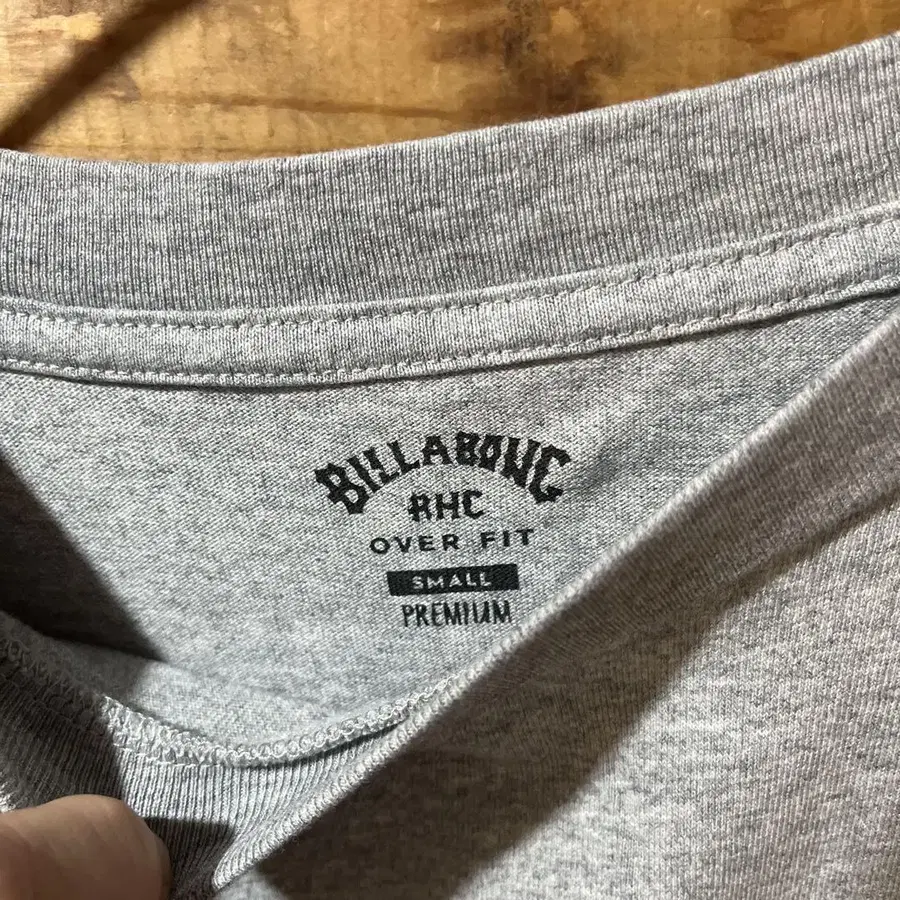 BILLABONG
RHC
OVER FIT
SMALL
PREMIUM